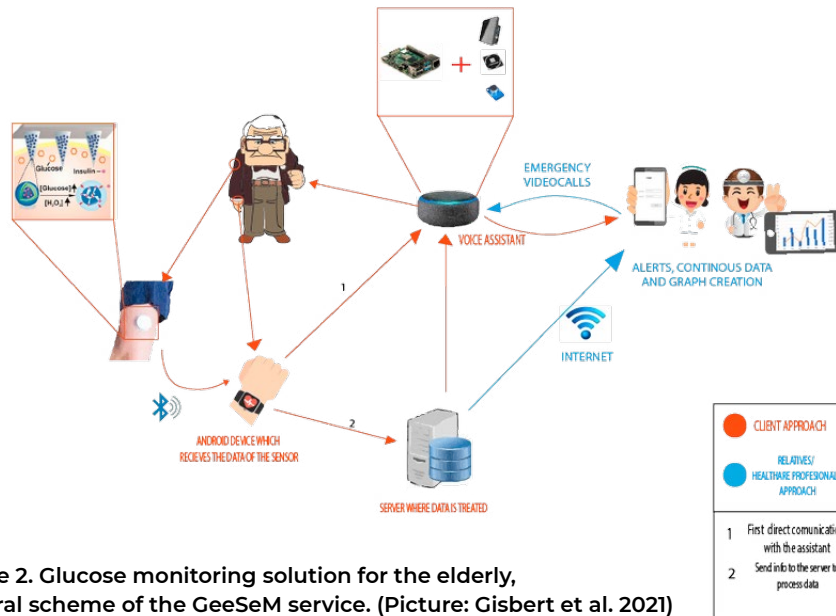 EMERGENCY
VIDEOCALLS
Glucose
Insulin
[Glucose]
[H₂O₂]
VOICE ASSISTANT
ALERTS, CONTINOUS DATA
AND GRAPH CREATION
1
INTERNET
2
ANDROID DEVICE WHICH
RECIEVES THE DATA OF THE SENSOR
SERVER WHERE DATA IS TREATED
CLIENT APPROACH
RELATIVES/
HEALTHARE PROFESIONAL
APPROACH
1 First direct comunicatio
with the assistant
2 Send info to the server t
process data
e 2. Glucose monitoring solution for the elderly,
ral scheme of the GeeSeM service. (Picture: Gisbert et al. 2021)